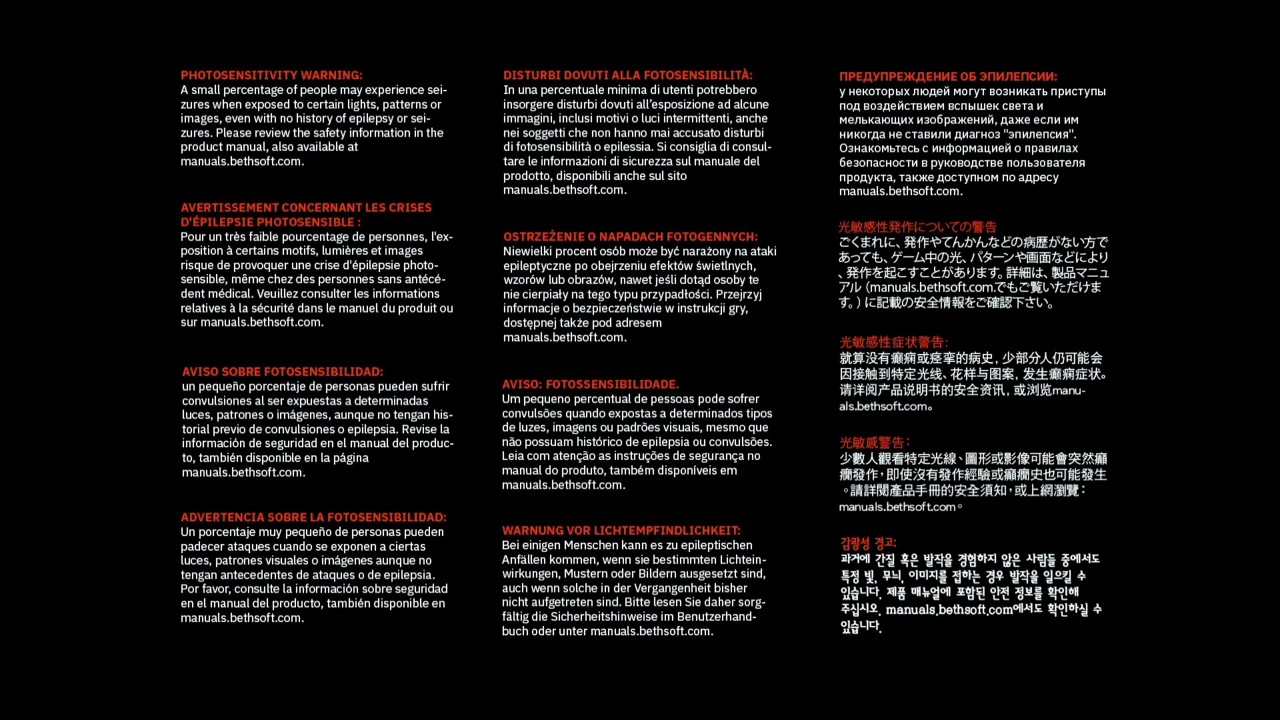 PHOTOSENSITIVITY WARNING:
A small percentage of people may experience sei-
zures when exposed to certain lights, patterns or
images, even with no history of epilepsy or sei-
zures. Please review the safety information in the
product manual, also available at
manuals.bethsoft.com.
AVERTISSEMENT CONCERNANT LES CRISES
D'ÉPILEPSIE PHOTOSENSIBLE :
Pour un très faible pourcentage de personnes, l'ex-
position à certains motifs, lumières et images
risque de provoquer une crise d'épilepsie photo-
sensible, même chez des personnes sans antécé-
dent médical. Veuillez consulter les informations
relatives à la sécurité dans le manuel du produit ou
sur manuals.bethsoft.com.
AVISO SOBRE FOTOSENSIBILIDAD:
un pequeño porcentaje de personas pueden sufrir
convulsiones al ser expuestas a determinadas
luces, patrones o imágenes, aunque no tengan his-
torial previo de convulsiones o epilepsia. Revise la
información de seguridad en el manual del produc-
to, también disponible en la página
manuals.bethsoft.com.
ADVERTENCIA SOBRE LA FOTOSENSIBILIDAD:
Un porcentaje muy pequeño de personas pueden
padecer ataques cuando se exponen a ciertas
luces, patrones visuales o imágenes aunque no
tengan antecedentes de ataques o de epilepsia.
Por favor, consulte la información sobre seguridad
en el manual del producto, también disponible en
manuals.bethsoft.com.
DISTURBI DOVUTI ALLA FOTOSENSIBILITÀ:
In una percentuale minima di utenti potrebbero
insorgere disturbi dovuti all'esposizione ad alcune
immagini, inclusi motivi o luci intermittenti, anche
nei soggetti che non hanno mai accusato disturbi
di fotosensibilità o epilessia. Si consiglia di consul-
tare le informazioni di sicurezza sul manuale del
prodotto, disponibili anche sul sito
manuals.bethsoft.com.
OSTRZEŻENIE O NAPADACH FOTOGENNYCH:
Niewielki procent osób może być narażony na ataki
epileptyczne po obejrzeniu efektów świetlnych,
wzorów lub obrazów, nawet jeśli dotąd osoby te
nie cierpiały na tego typu przypadłości. Przejrzyj
informacje o bezpieczeństwie w instrukcji gry,
dostępnej także pod adresem
manuals.bethsoft.com.
AVISO: FOTOSSENSIBILIDADE.
Um pequeno percentual de pessoas pode sofrer
convulsões quando expostas a determinados tipos
de luzes, imagens ou padrões visuais, mesmo que
não possuam histórico de epilepsia ou convulsões.
Leia com atenção as instruções de segurança no
manual do produto, também disponíveis em
manuals.bethsoft.com.
WARNUNG VOR LICHTEMPFINDLICHKEIT:
Bei einigen Menschen kann es zu epileptischen
Anfällen kommen, wenn sie bestimmten Lichtein-
wirkungen, Mustern oder Bildern ausgesetzt sind,
auch wenn solche in der Vergangenheit bisher
nicht aufgetreten sind. Bitte lesen Sie daher sorg-
fältig die Sicherheitshinweise im Benutzerhand-
buch oder unter manuals.bethsoft.com.
ПРЕДУПРЕЖДЕНИЕ ОБ ЭПИЛЕПСИИ:
у некоторых людей могут возникать приступы
под воздействием вспышек света и
мелькающих изображений, даже если им
никогда не ставили диагноз "эпилепсия".
Ознакомьтесь с информацией о правилах
безопасности в руководстве пользователя
продукта, также доступном по адресу
manuals.bethsoft.com.
光敏感性発作についての警告
ごくまれに、発作やてんかんなどの病歴がない方で
あっても、ゲーム中の光、パターンや画面などにより
、発作を起こすことがあります。詳細は、製品マニュ
アル（manuals.bethsoft.comでもご覧いただけま
す。）に記載の安全情報をご確認下さい。
光敏感性症状警告：
就算没有癫痫或痉挛的病史，少部分人仍可能会
因接触到特定光线、花样与图案，发生癫痫症状。
请详阅产品说明书的安全资讯，或浏览manu-
als.bethsoft.com。
光敏感警告：
少數人觀看特定光線、圖形或影像可能會突然癲
癇發作，即使沒有發作經驗或癲癇史也可能發生
。請詳閱產品手冊的安全須知，或上網瀏覽：
manuals.bethsoft.com。
감광성 경고:
과거에 간질 혹은 발작을 경험하지 않은 사람들 중에서도
특정 빛, 무늬, 이미지를 접하는 경우 발작을 일으킬 수
있습니다. 제품 매뉴얼에 포함된 안전 정보를 확인해
주십시오. manuals.bethsoft.com에서도 확인하실 수
있습니다.